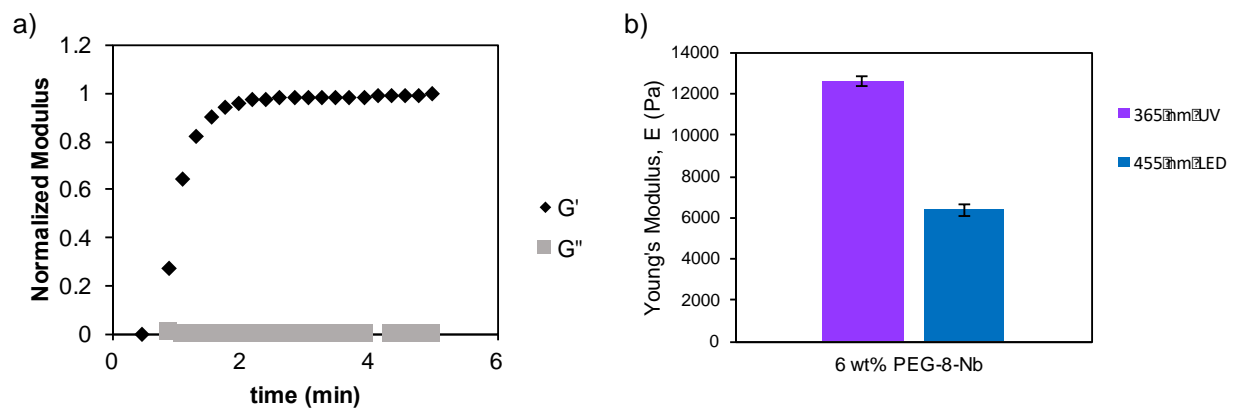 a)
1.2
1
0.8
0.6
0.4
0.2
0
0
2
4
6
Normalized Modulus
time (min)
G'
G"
b)
14000
12000
10000
8000
6000
4000
2000
0
Young's Modulus, E (Pa)
6 wt% PEG-8-Nb
365 nm UV
455 nm LED